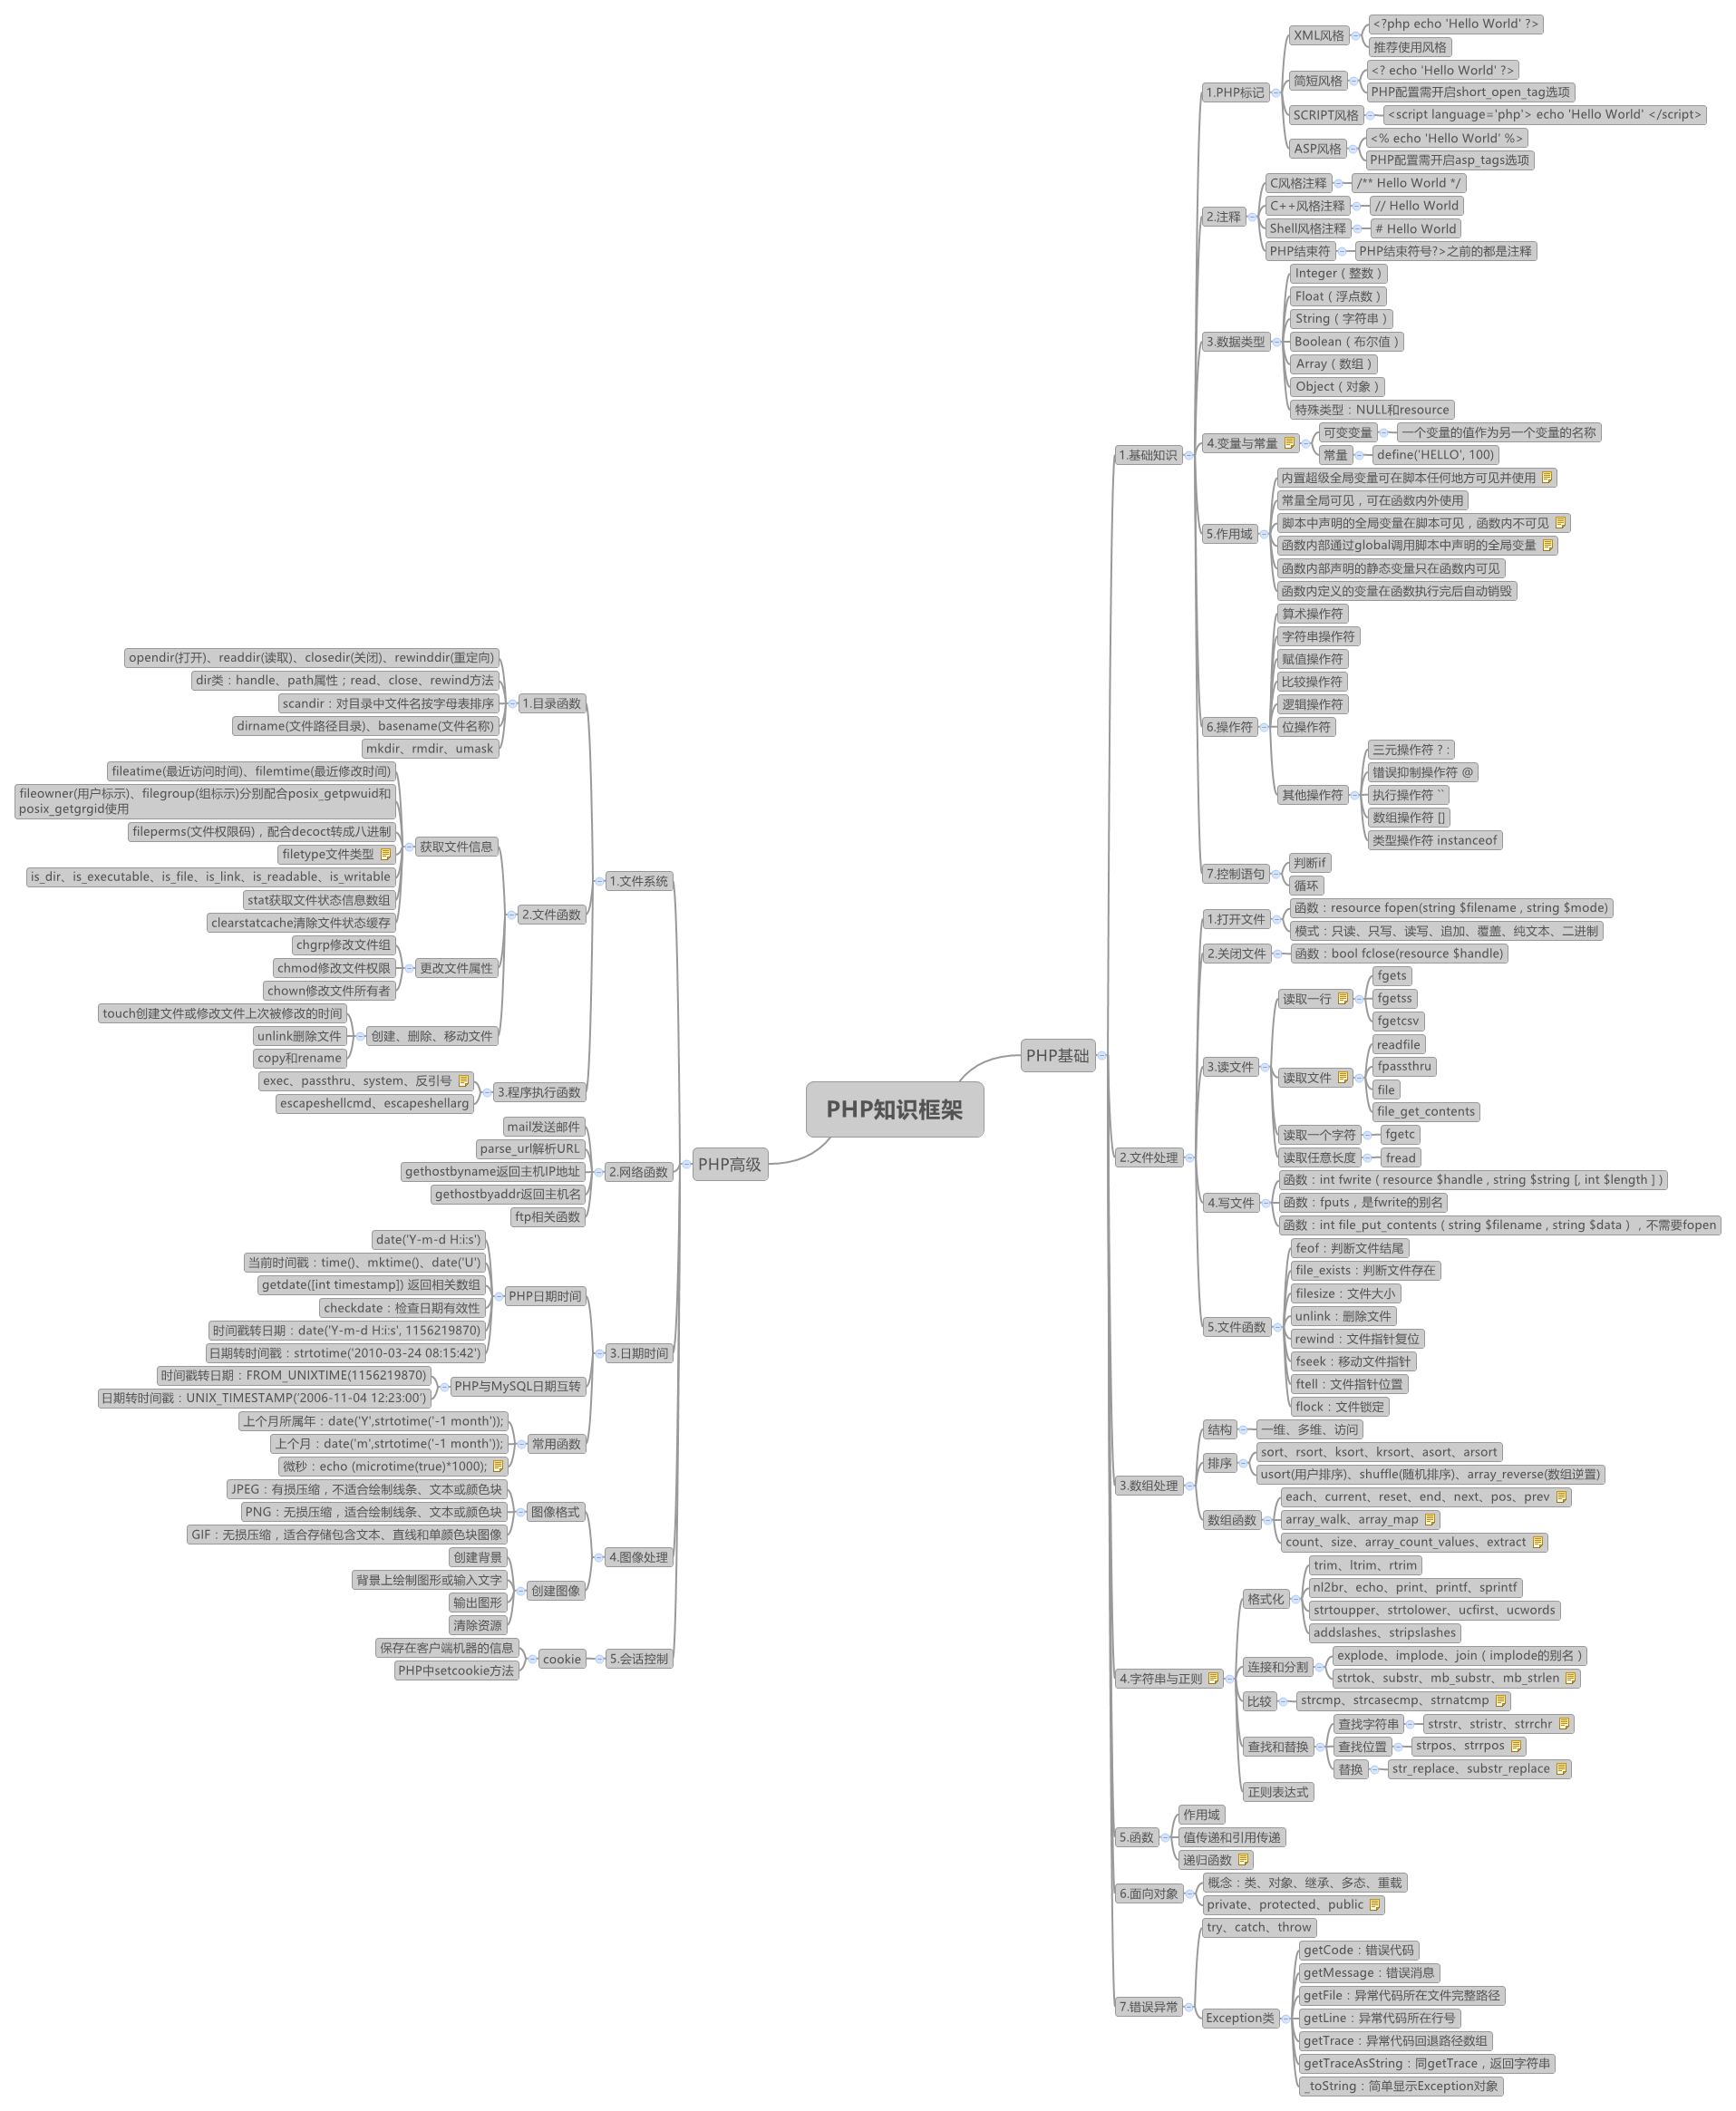 PHP知识框架
PHP基础
1.基础知识
1.PHP标记
XML风格
<?php echo 'Hello World' ?>
推荐使用风格
简短风格
<? echo 'Hello World' ?>
PHP配置需开启short_open_tag选项
SCRIPT风格
<script language='php'> echo 'Hello World' </script>
ASP风格
<% echo 'Hello World' %>
PHP配置需开启asp_tags选项
2.注释
C风格注释
/** Hello World */
C++风格注释
// Hello World
Shell风格注释
# Hello World
PHP结束符
PHP结束符号?>之前的都是注释
3.数据类型
Integer（整数）
Float（浮点数）
String（字符串）
Boolean（布尔值）
Array（数组）
Object（对象）
特殊类型：NULL和resource
4.变量与常量
可变变量
一个变量的值作为另一个变量的名称
常量
define('HELLO', 100)
5.作用域
内置超级全局变量可在脚本任何地方可见并使用
常量全局可见，可在函数内外使用
脚本中声明的全局变量在脚本可见，函数内不可见
函数内部通过global调用脚本中声明的全局变量
函数内部声明的静态变量只在函数内可见
函数内定义的变量在函数执行完后自动销毁
6.操作符
算术操作符
字符串操作符
赋值操作符
比较操作符
逻辑操作符
位操作符
其他操作符
三元操作符 ? :
错误抑制操作符 @
执行操作符 ``
数组操作符 []
类型操作符 instanceof
7.控制语句
判断if
循环
2.文件处理
1.打开文件
函数：resource fopen(string $filename , string $mode)
模式：只读、只写、读写、追加、覆盖、纯文本、二进制
2.关闭文件
函数：bool fclose(resource $handle)
3.读文件
读取一行
fgets
fgetss
fgetcsv
读取文件
readfile
fpassthru
file
file_get_contents
读取一个字符
fgetc
读取任意长度
fread
4.写文件
函数：int fwrite ( resource $handle , string $string [, int $length ] )
函数：fputs，是fwrite的别名
函数：int file_put_contents ( string $filename , string $data ) ，不需要fopen
5.文件函数
feof：判断文件结尾
file_exists：判断文件存在
filesize：文件大小
unlink：删除文件
rewind：文件指针复位
fseek：移动文件指针
ftell：文件指针位置
flock：文件锁定
3.数组处理
结构
一维、多维、访问
排序
sort、rsort、ksort、krsort、asort、arsort
usort(用户排序)、shuffle(随机排序)、array_reverse(数组逆置)
数组函数
each、current、reset、end、next、pos、prev
array_walk、array_map
count、size、array_count_values、extract
4.字符串与正则
格式化
trim、ltrim、rtrim
nl2br、echo、print、printf、sprintf
strtoupper、strtolower、ucfirst、ucwords
addslashes、stripslashes
连接和分割
explode、implode、join（implode的别名）
strtok、substr、mb_substr、mb_strlen
比较
strcmp、strcasecmp、strnatcmp
查找和替换
查找字符串
strstr、stristr、strrchr
查找位置
strpos、strrpos
替换
str_replace、substr_replace
正则表达式
5.函数
作用域
值传递和引用传递
递归函数
6.面向对象
概念：类、对象、继承、多态、重载
private、protected、public
7.错误异常
try、catch、throw
Exception类
getCode：错误代码
getMessage：错误消息
getFile：异常代码所在文件完整路径
getLine：异常代码所在行号
getTrace：异常代码回退路径数组
getTraceAsString：同getTrace，返回字符串
_toString：简单显示Exception对象
PHP高级
1.文件系统
1.目录函数
opendir(打开)、readdir(读取)、closedir(关闭)、rewinddir(重定向)
dir类：handle、path属性；read、close、rewind方法
scandir：对目录中文件名按字母表排序
dirname(文件路径目录)、basename(文件名称)
mkdir、rmdir、umask
2.文件函数
获取文件信息
fileatime(最近访问时间)、filemtime(最近修改时间)
fileowner(用户标示)、filegroup(组标示)分别配合posix_getpwuid和
posix_getgrgid使用
fileperms(文件权限码)，配合decoct转成八进制
filetype文件类型
is_dir、is_executable、is_file、is_link、is_readable、is_writable
stat获取文件状态信息数组
clearstatcache清除文件状态缓存
更改文件属性
chgrp修改文件组
chmod修改文件权限
chown修改文件所有者
创建、删除、移动文件
touch创建文件或修改文件上次被修改的时间
unlink删除文件
copy和rename
3.程序执行函数
exec、passthru、system、反引号
escapeshellcmd、escapeshellarg
2.网络函数
mail发送邮件
parse_url解析URL
gethostbyname返回主机IP地址
gethostbyaddr返回主机名
ftp相关函数
3.日期时间
PHP日期时间
date('Y-m-d H:i:s')
当前时间戳：time()、mktime()、date('U')
getdate([int timestamp]) 返回相关数组
checkdate：检查日期有效性
时间戳转日期：date('Y-m-d H:i:s', 1156219870)
日期转时间戳：strtotime('2010-03-24 08:15:42')
PHP与MySQL日期互转
时间戳转日期：FROM_UNIXTIME(1156219870)
日期转时间戳：UNIX_TIMESTAMP('2006-11-04 12:23:00')
常用函数
上个月所属年：date('Y',strtotime('-1 month'));
上个月：date('m',strtotime('-1 month'));
微秒：echo (microtime(true)*1000);
4.图像处理
图像格式
JPEG：有损压缩，不适合绘制线条、文本或颜色块
PNG：无损压缩，适合绘制线条、文本或颜色块
GIF：无损压缩，适合存储包含文本、直线和单颜色块图像
创建图像
创建背景
背景上绘制图形或输入文字
输出图形
清除资源
5.会话控制
cookie
保存在客户端机器的信息
PHP中setcookie方法